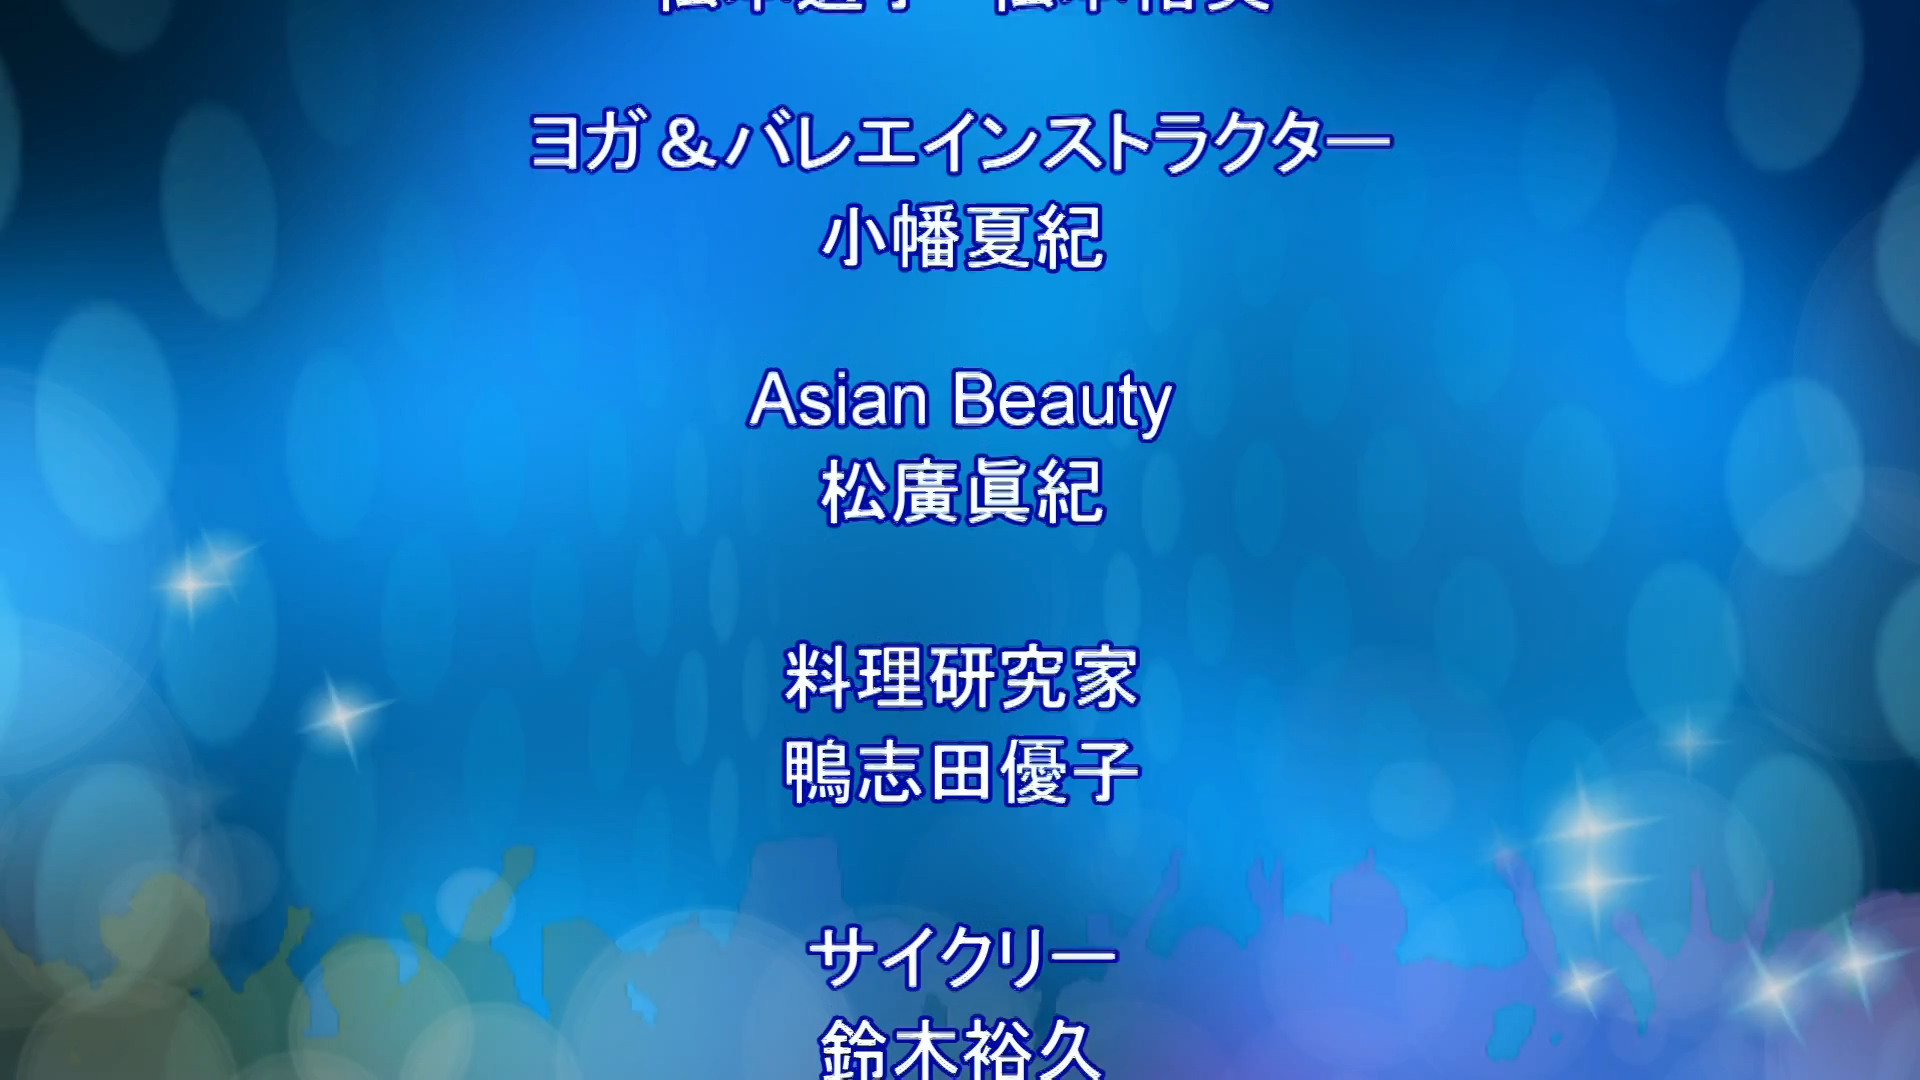 ヨガ＆バレエインストラクター
小幡夏紀
Asian Beauty
松廣眞紀
料理研究家
鴨志田優子
サイクリー
鈴木裕久